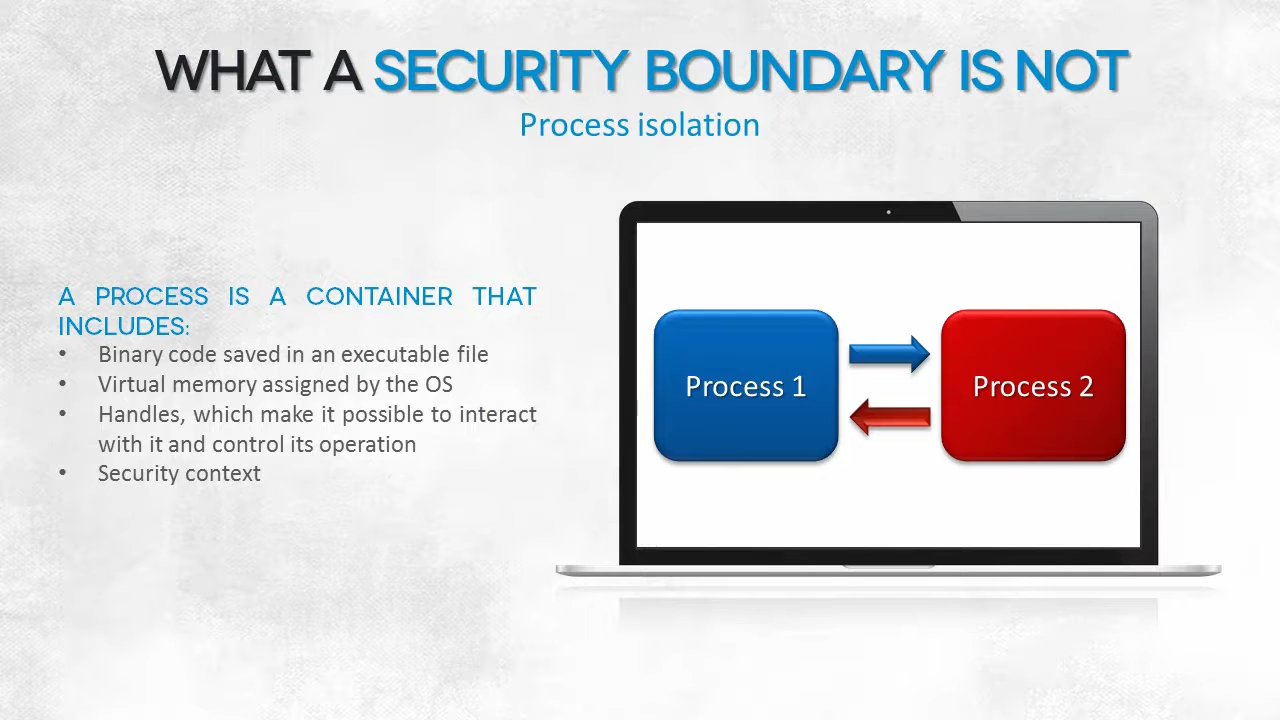 WHAT A SECURITY BOUNDARY IS NOT
Process isolation
A PROCESS IS A CONTAINER THAT
INCLUDES:
• Binary code saved in an executable file
• Virtual memory assigned by the OS
• Handles, which make it possible to interact
with it and control its operation
• Security context
Process 1
Process 2